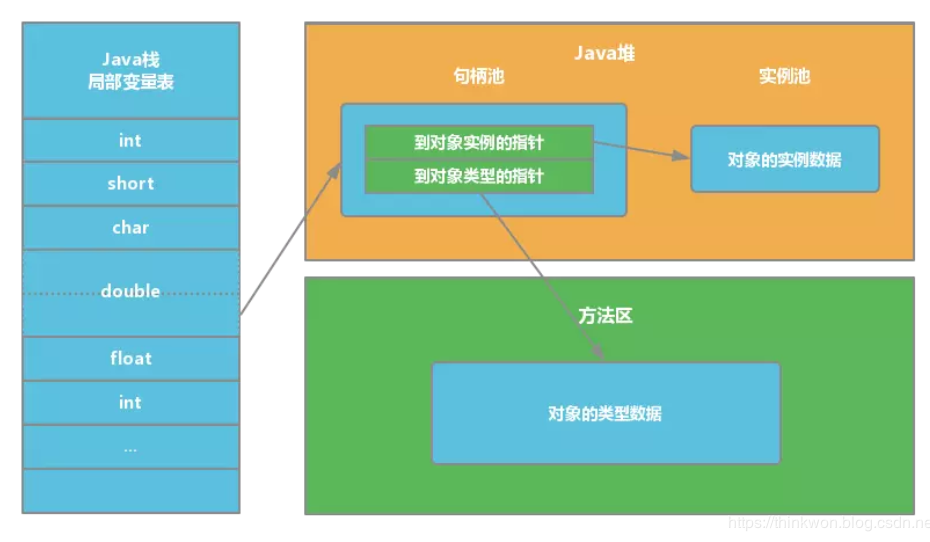 Java栈
局部变量表
int
short
char
double
float
int
...
Java堆
句柄池
实例池
到对象实例的指针
到对象类型的指针
对象的实例数据
方法区
对象的类型数据
https://thinkwon.blog.csdn.ne